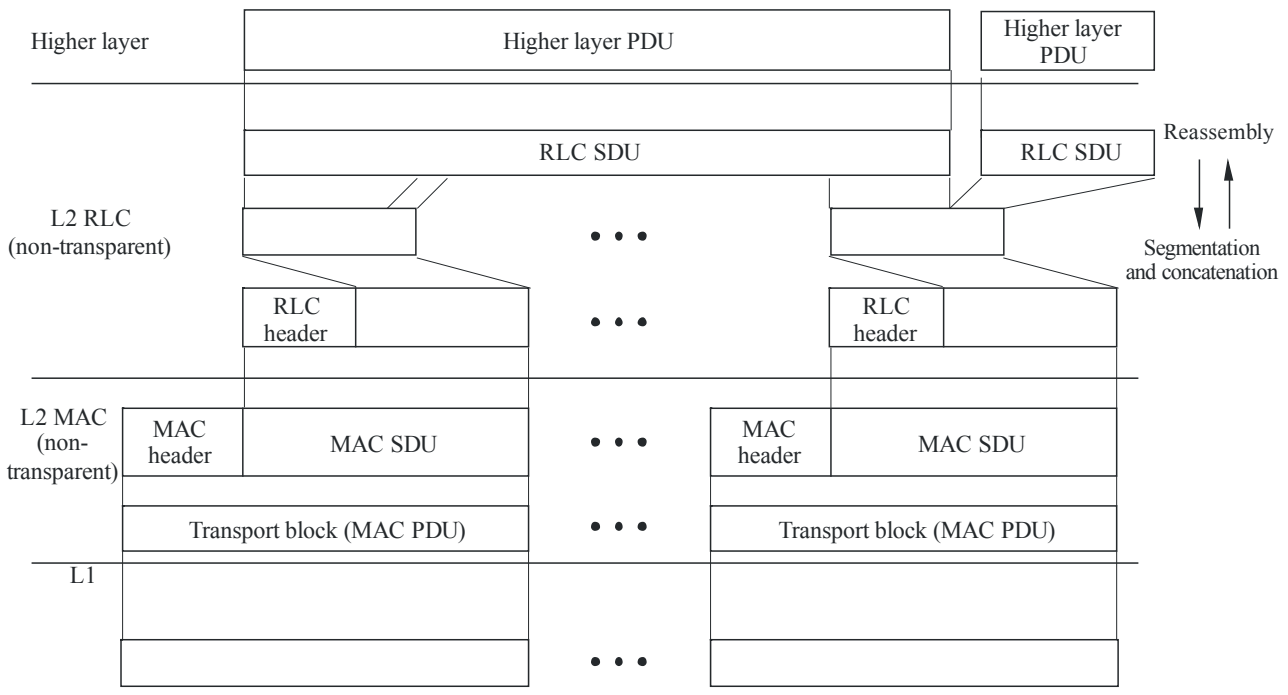 Higher layer
Higher layer PDU
Higher layer
PDU
RLC SDU
RLC SDU
Reassembly
L2 RLC
(non-transparent)
Segmentation
and concatenation
RLC
header
RLC
header
L2 MAC
(non-
transparent)
MAC
header
MAC SDU
MAC
header
MAC SDU
Transport block (MAC PDU)
Transport block (MAC PDU)
L1